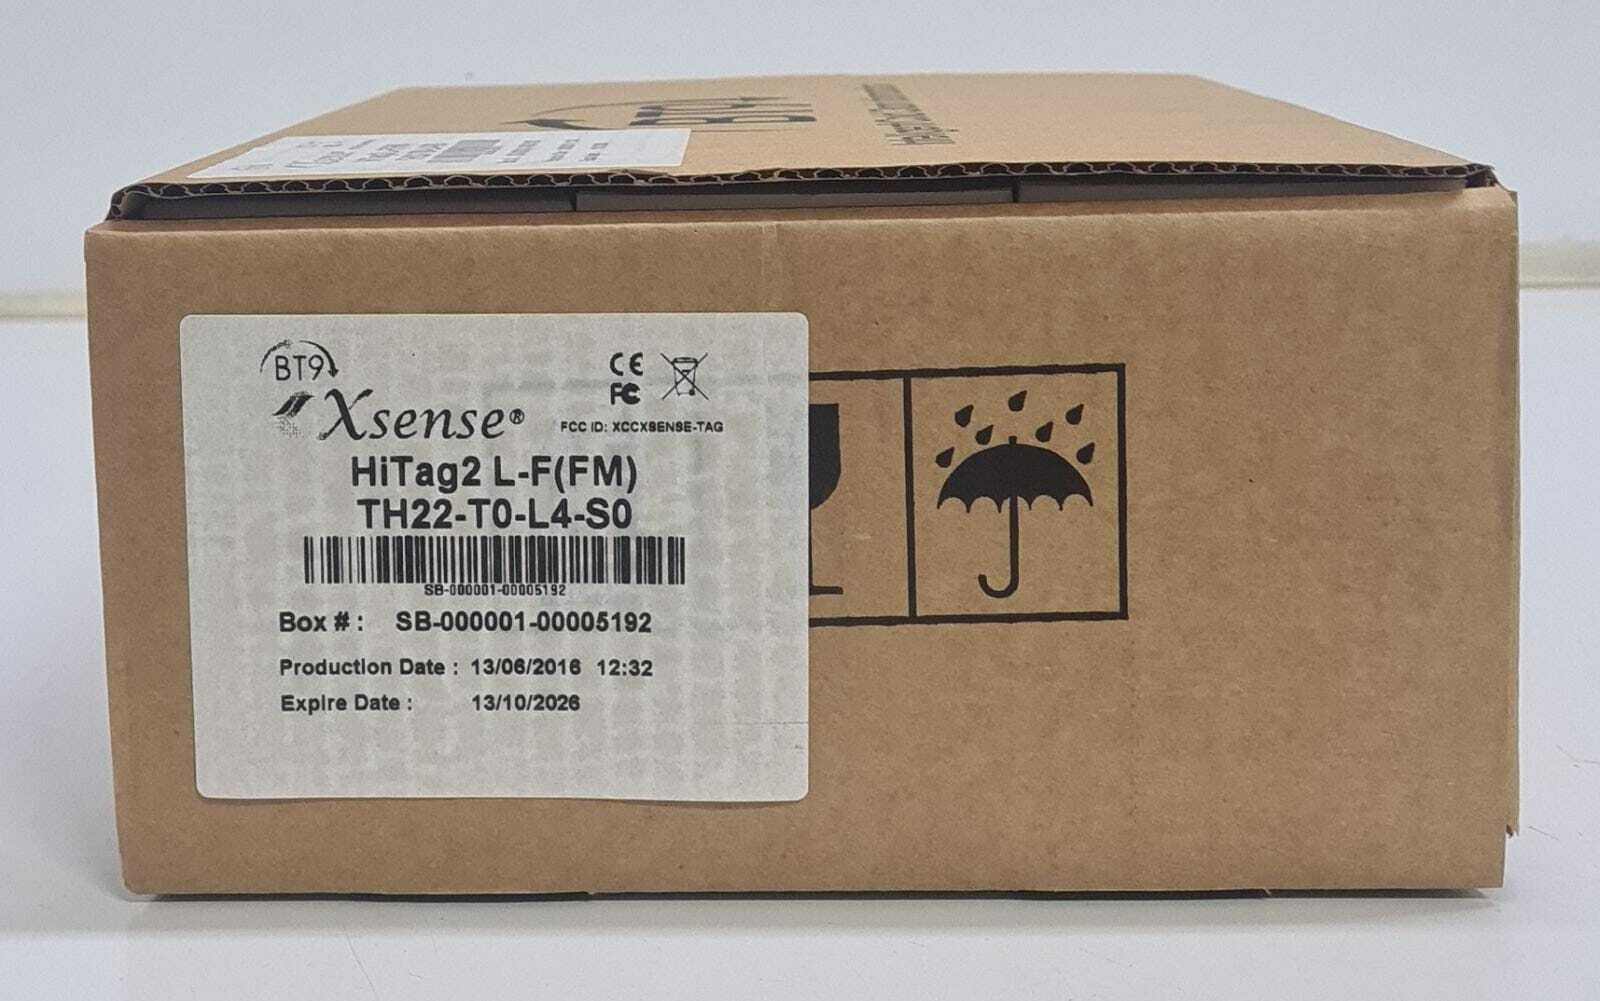 BT9
BT9
CE
FC
Xsense®
FCC ID: XCCXSENSE-TAG
HiTag2 L-F(FM)
TH22-T0-L4-S0
SB-000001-00005192
Box # : SB-000001-00005192
Production Date : 13/06/2016 12:32
Expire Date : 13/10/2026